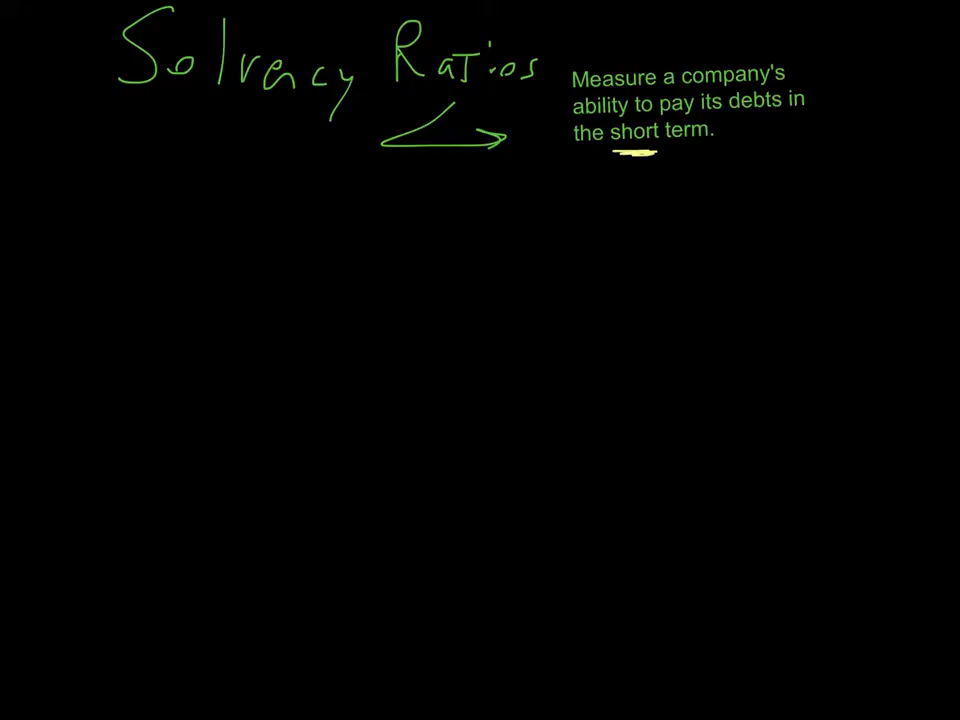 Solvency Ratios
Measure a company's
ability to pay its debts in
the short term.